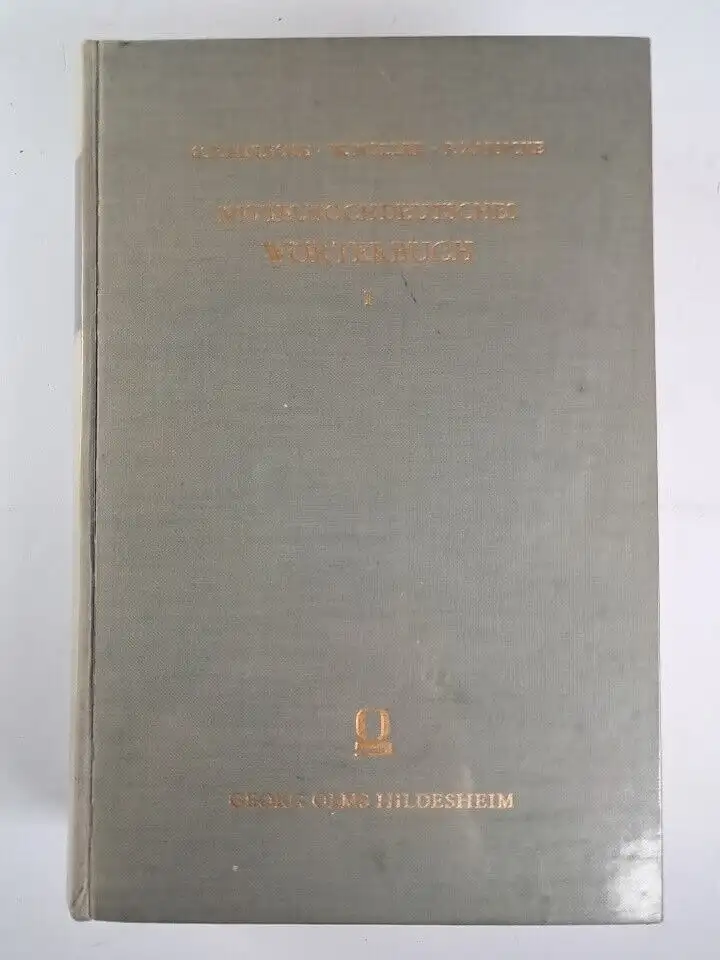 MITTELHOCHDEUTSCHES
WÖRTERBUCH
I
GEORG OLMS HILDESHEIM